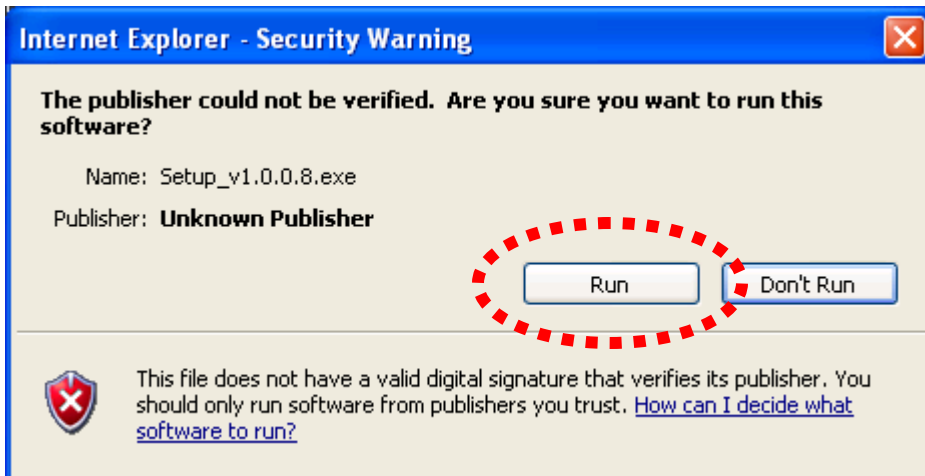 Internet Explorer - Security Warning
The publisher could not be verified.  Are you sure you want to run this
software?
Name: Setup_v1.0.0.8.exe
Publisher: Unknown Publisher
Run Don't Run
This file does not have a valid digital signature that verifies its publisher. You
should only run software from publishers you trust. How can I decide what
software to run?